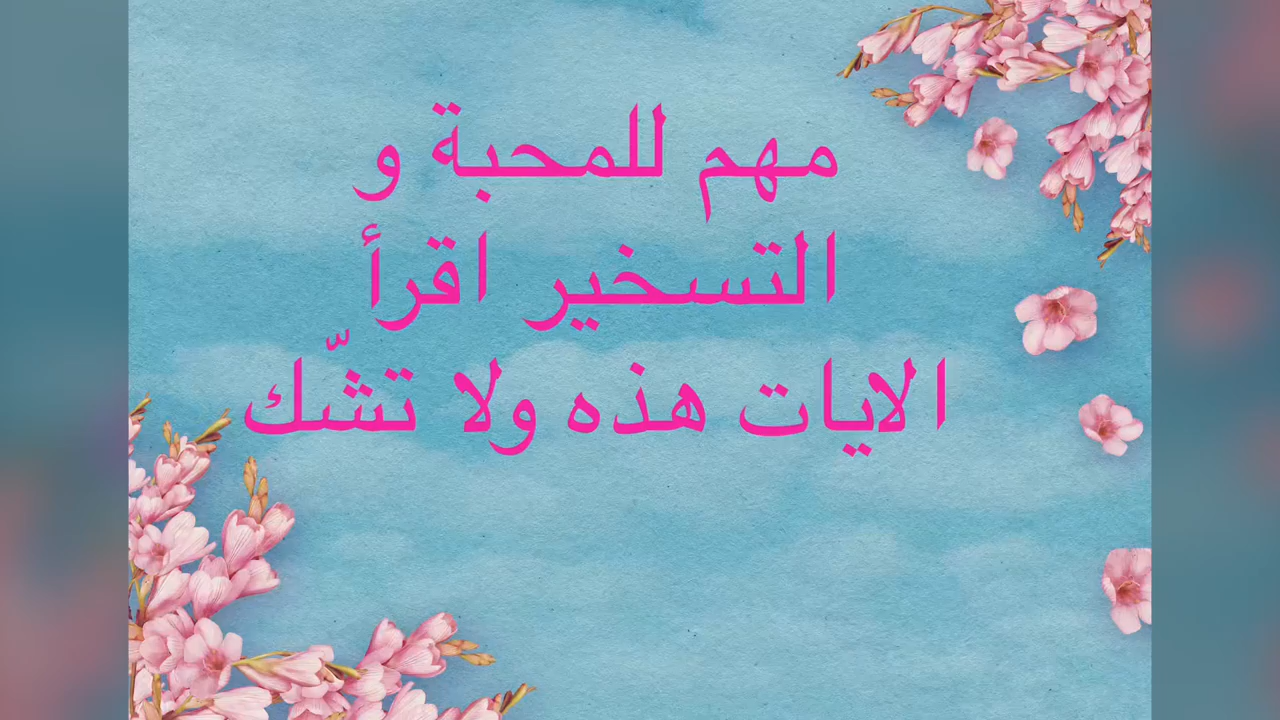 مهم للمحبة و
التسخير اقرأ
الايات هذه ولا تشّك